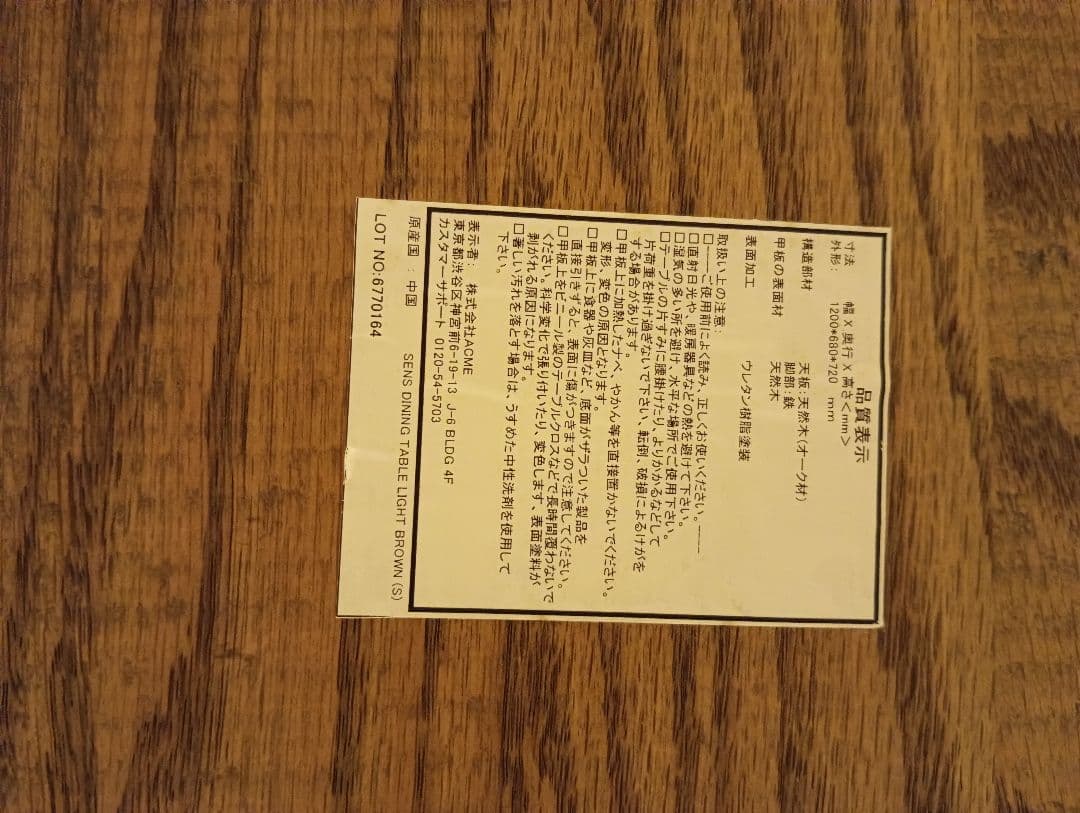 品質表示
寸法 幅 X 奥行 X 高さ<mm>
外形: 1200*680*720 mm
構造部材 天板:天然木(オーク材)
脚部:鉄
甲板の表面材 天然木
表面加工 ウレタン樹脂塗装
取扱い上の注意:
□――ご使用前によく読み、正しくお使いください。――
□直射日光や、暖房器具などの熱を避けて下さい。
□湿気の多い所を避け、水平な場所でご使用下さい。
□テーブルの片すみに腰掛けたり、よりかかるなどして
片荷重を掛け過ぎないで下さい、転倒、破損によるけがを
する場合があります。
□甲板上に加熱したナベ、やかん等を直接置かないでください。
変形、変色の原因となります。
□甲板上に食器や灰皿など、底面がザラついた製品を
直接引きずると、表面に傷がつきますので注意してください。
□甲板上をビニール製のテーブルクロスなどで長時間覆わないで
ください。科学変化で張り付いたり、変色します、表面塗料が
剥がれる原因になります。
□著しい汚れを落とす場合は、うすめた中性洗剤を使用して
下さい。
表示者: 株式会社ACME
東京都渋谷区神宮前6-19-13 J-6 BLDG 4F
カスタマーサポート 0120-54-5703
原産国 : 中国 SENS DINING TABLE LIGHT BROWN (S)
LOT NO:6770164